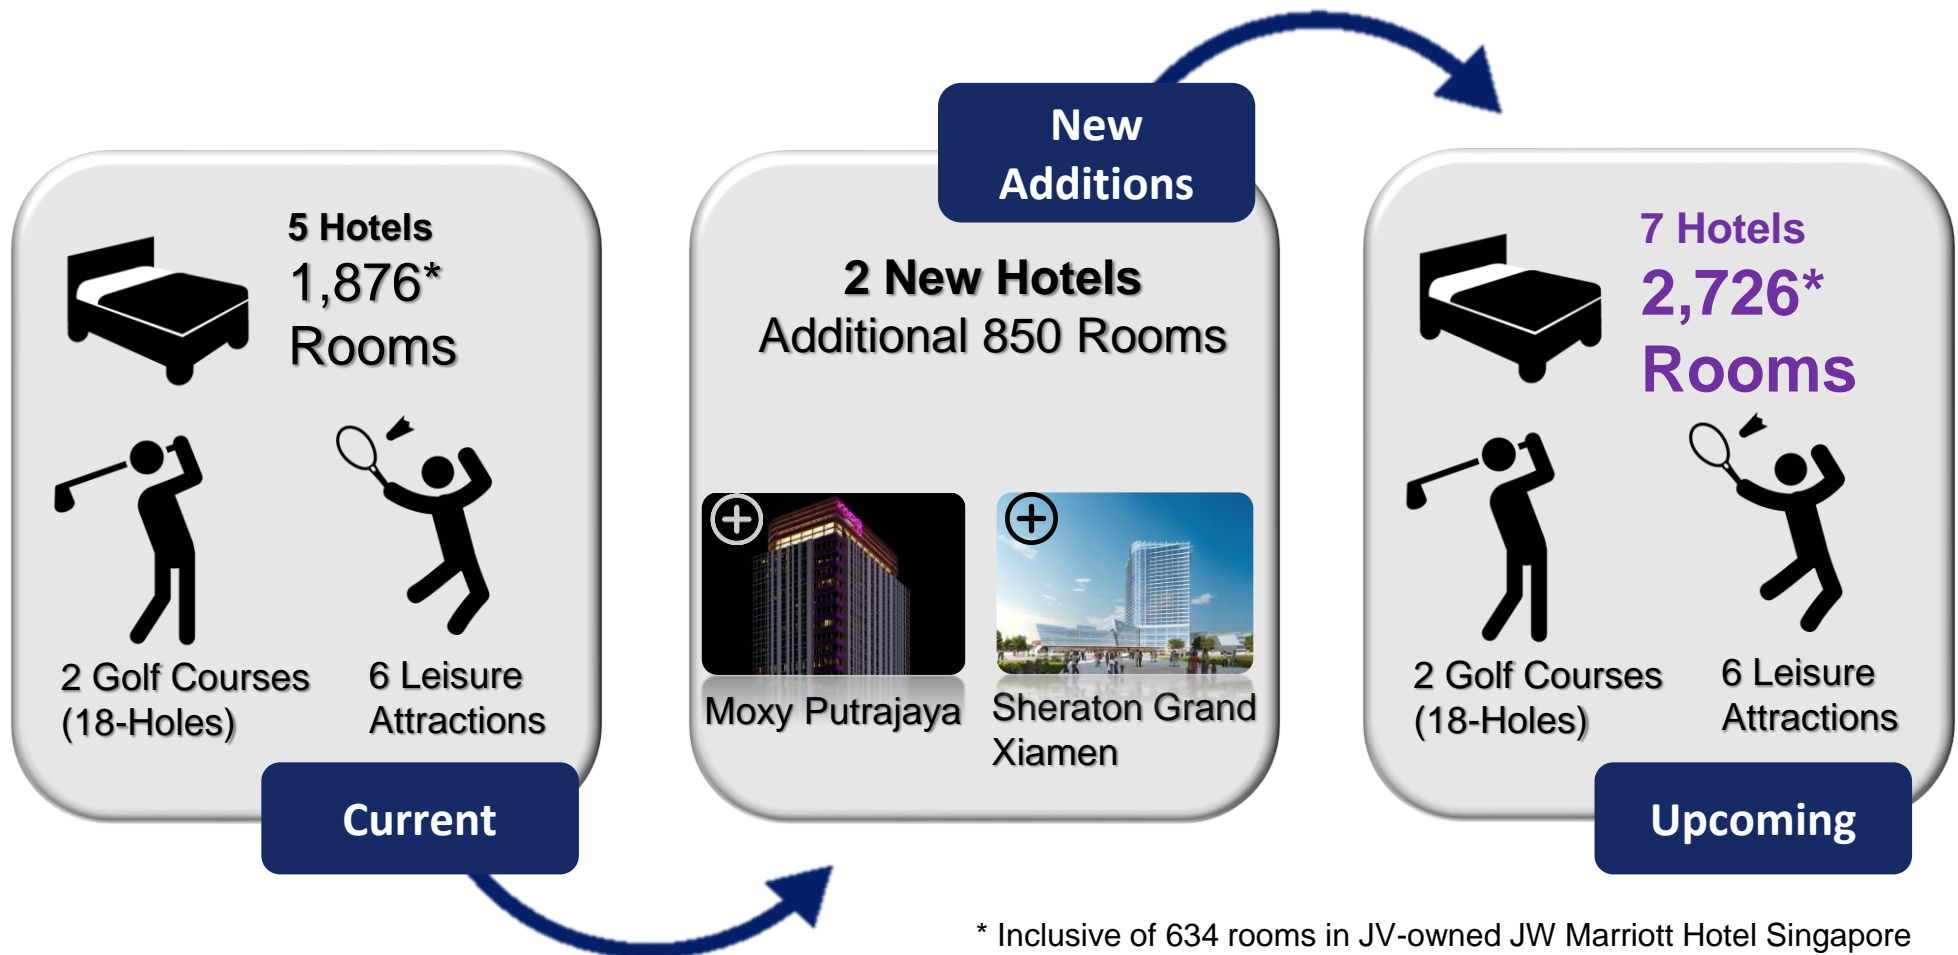 5 Hotels
1,876*
Rooms
2 Golf Courses
(18-Holes)
6 Leisure
Attractions
Current
New
Additions
2 New Hotels
Additional 850 Rooms
Moxy Putrajaya
Sheraton Grand
Xiamen
7 Hotels
2,726*
Rooms
2 Golf Courses
(18-Holes)
6 Leisure
Attractions
Upcoming
* Inclusive of 634 rooms in JV-owned JW Marriott Hotel Singapore